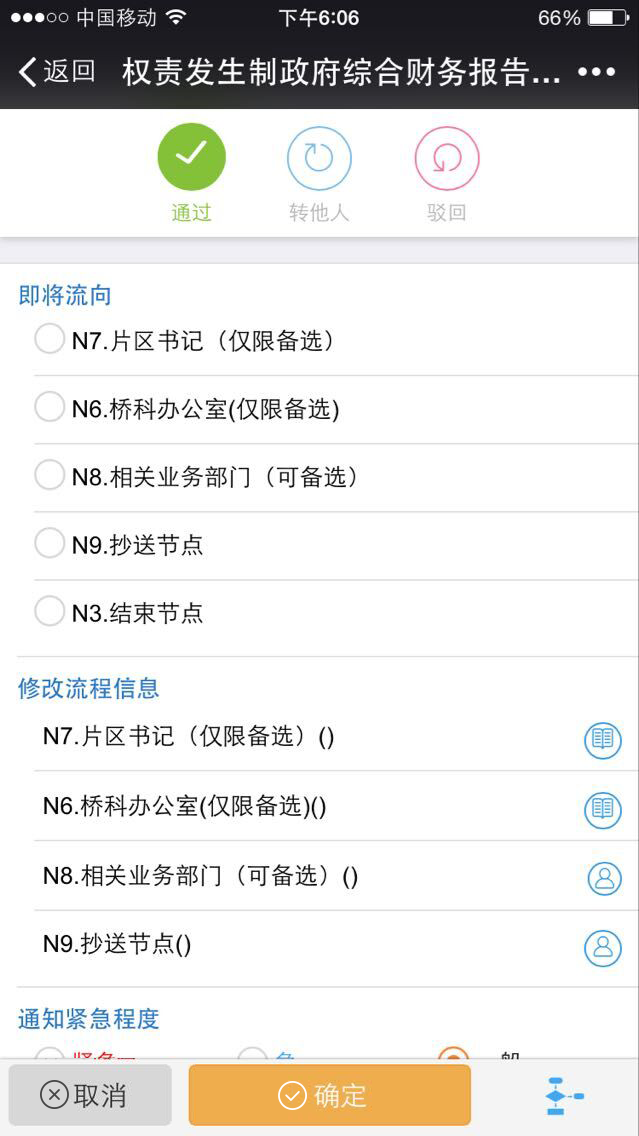 中国移动 下午6:06 66%
返回 权责发生制政府综合财务报告...
通过 转他人 驳回
即将流向
N7.片区书记（仅限备选）
N6.桥科办公室(仅限备选)
N8.相关业务部门（可备选）
N9.抄送节点
N3.结束节点
修改流程信息
N7.片区书记（仅限备选）()
N6.桥科办公室(仅限备选)()
N8.相关业务部门（可备选）()
N9.抄送节点()
通知紧急程度
取消 确定